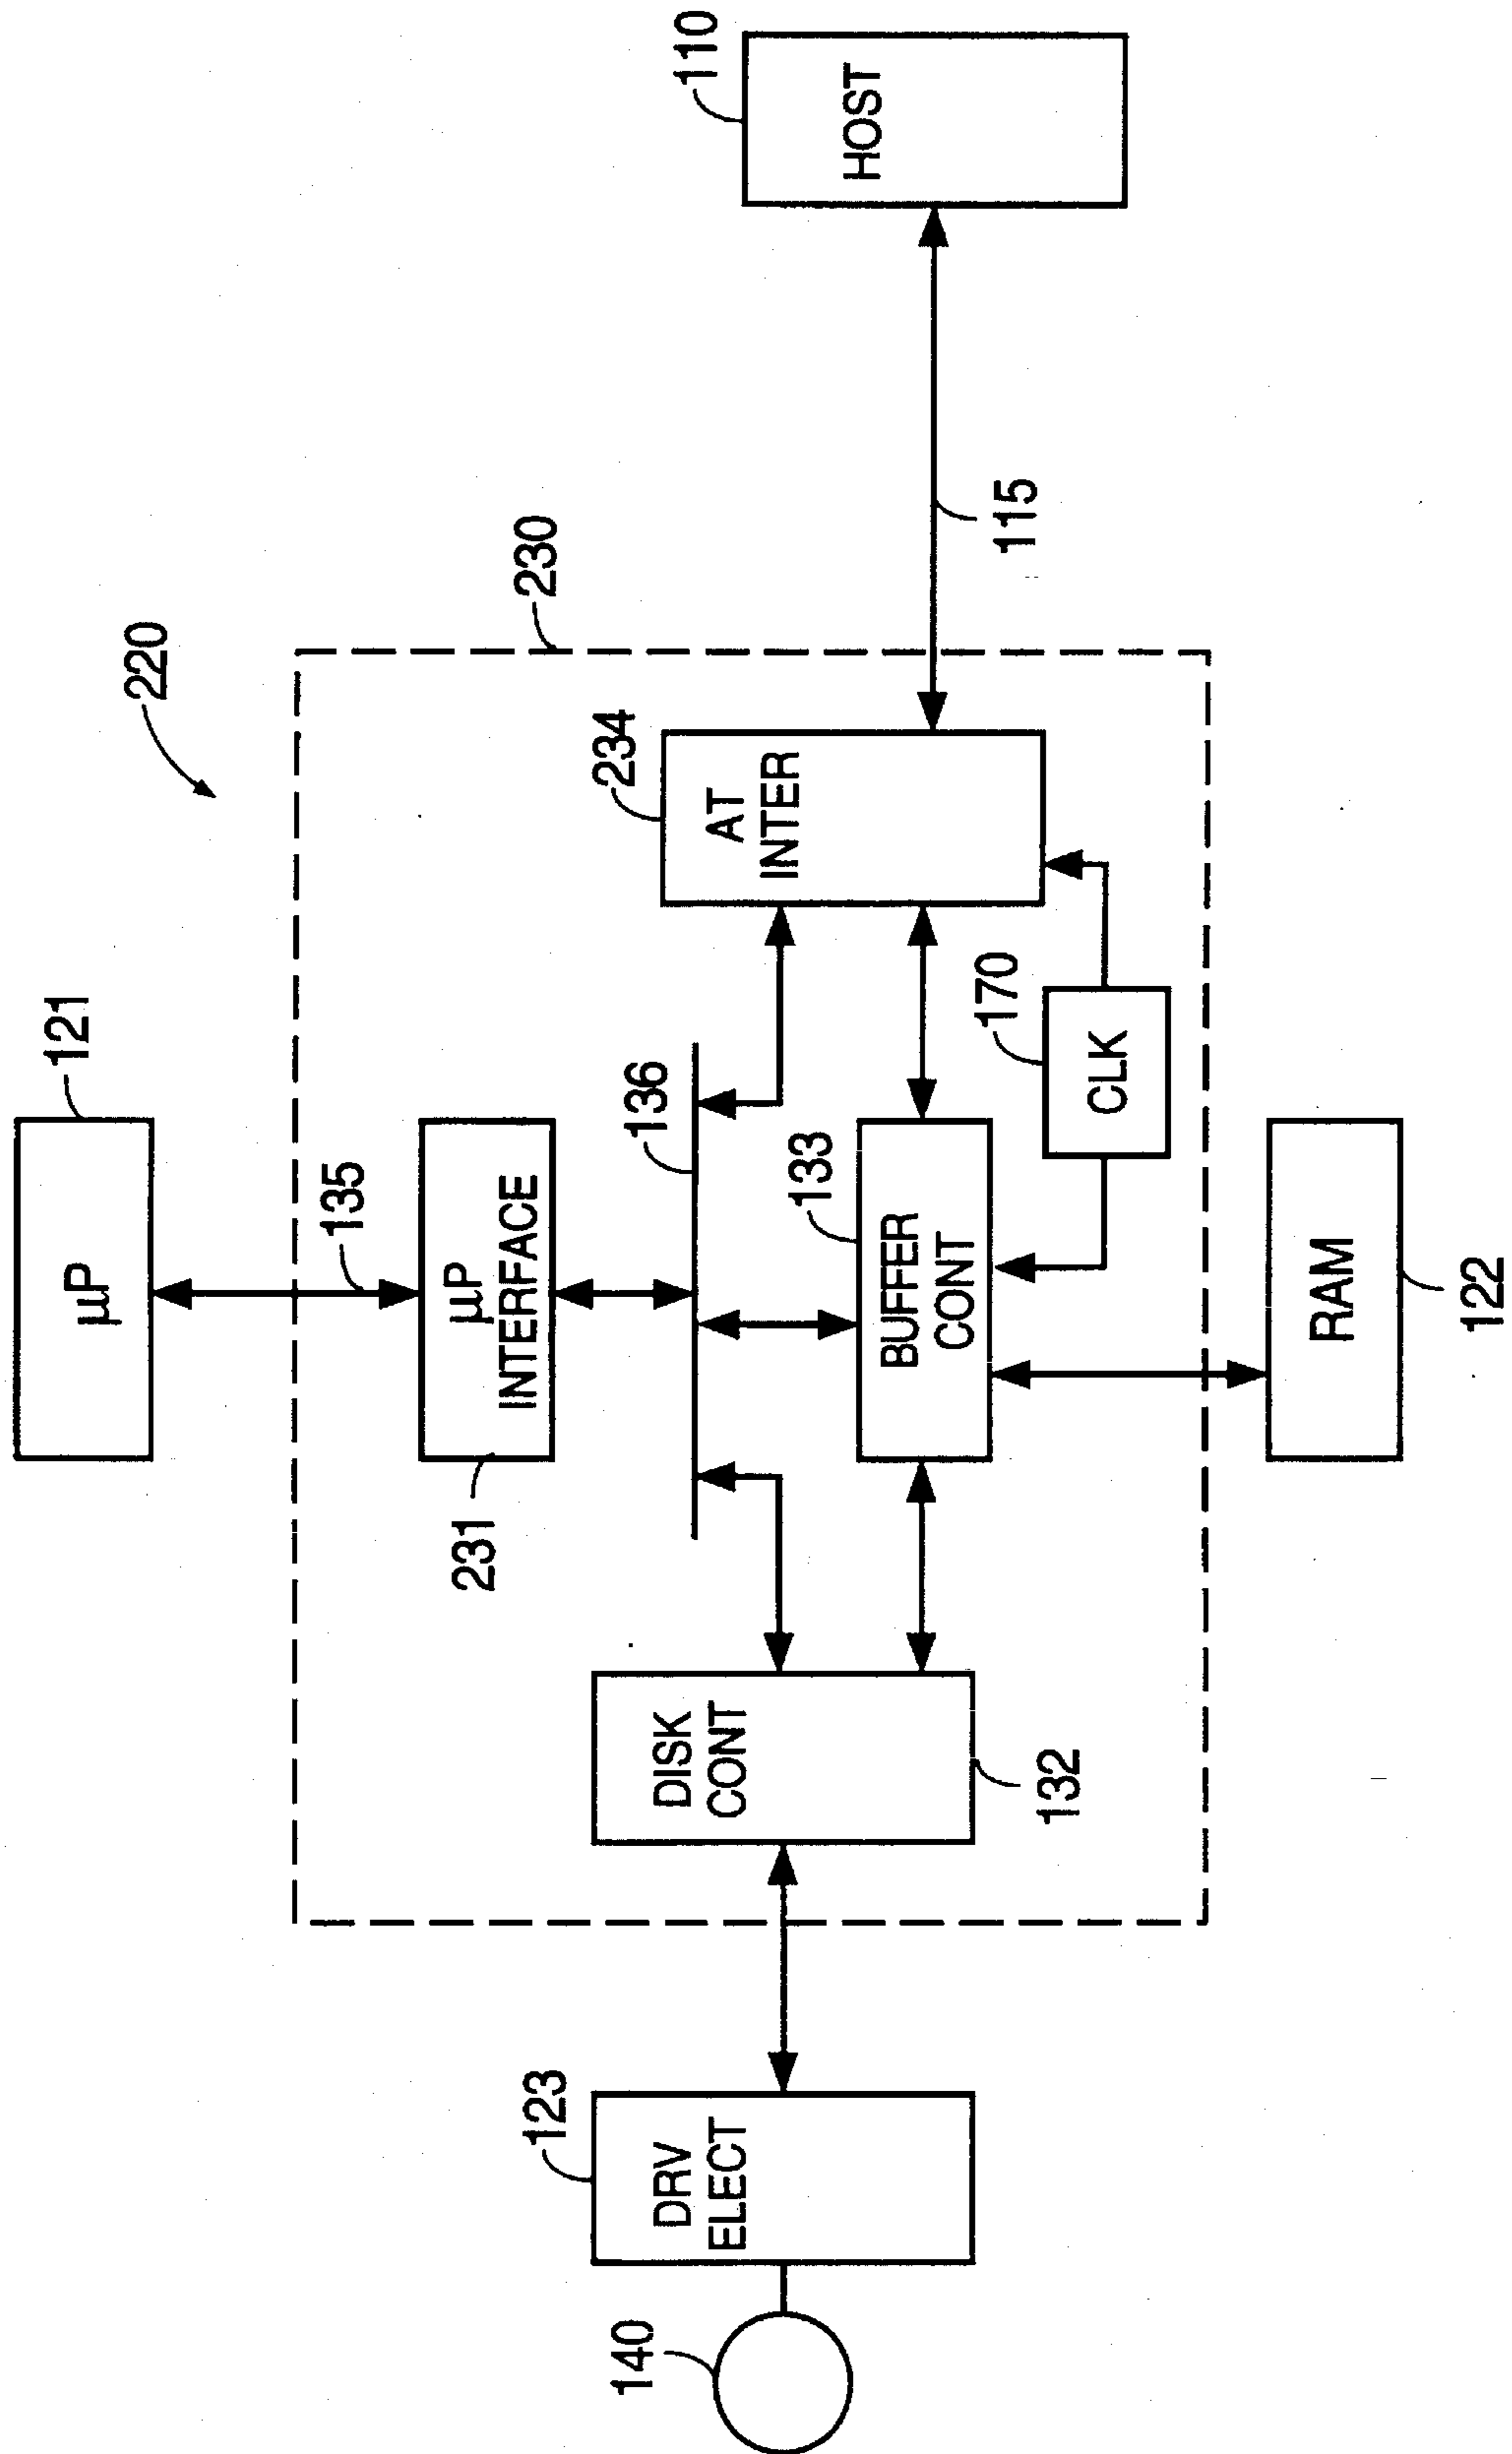 220
121
µP
135
230
µP
INTERFACE
231
136
140
123
DRV
ELECT
DISK
CONT
132
133
BUFFER
CONT
234
AT
INTER
170
CLK
115
110
HOST
RAM
122